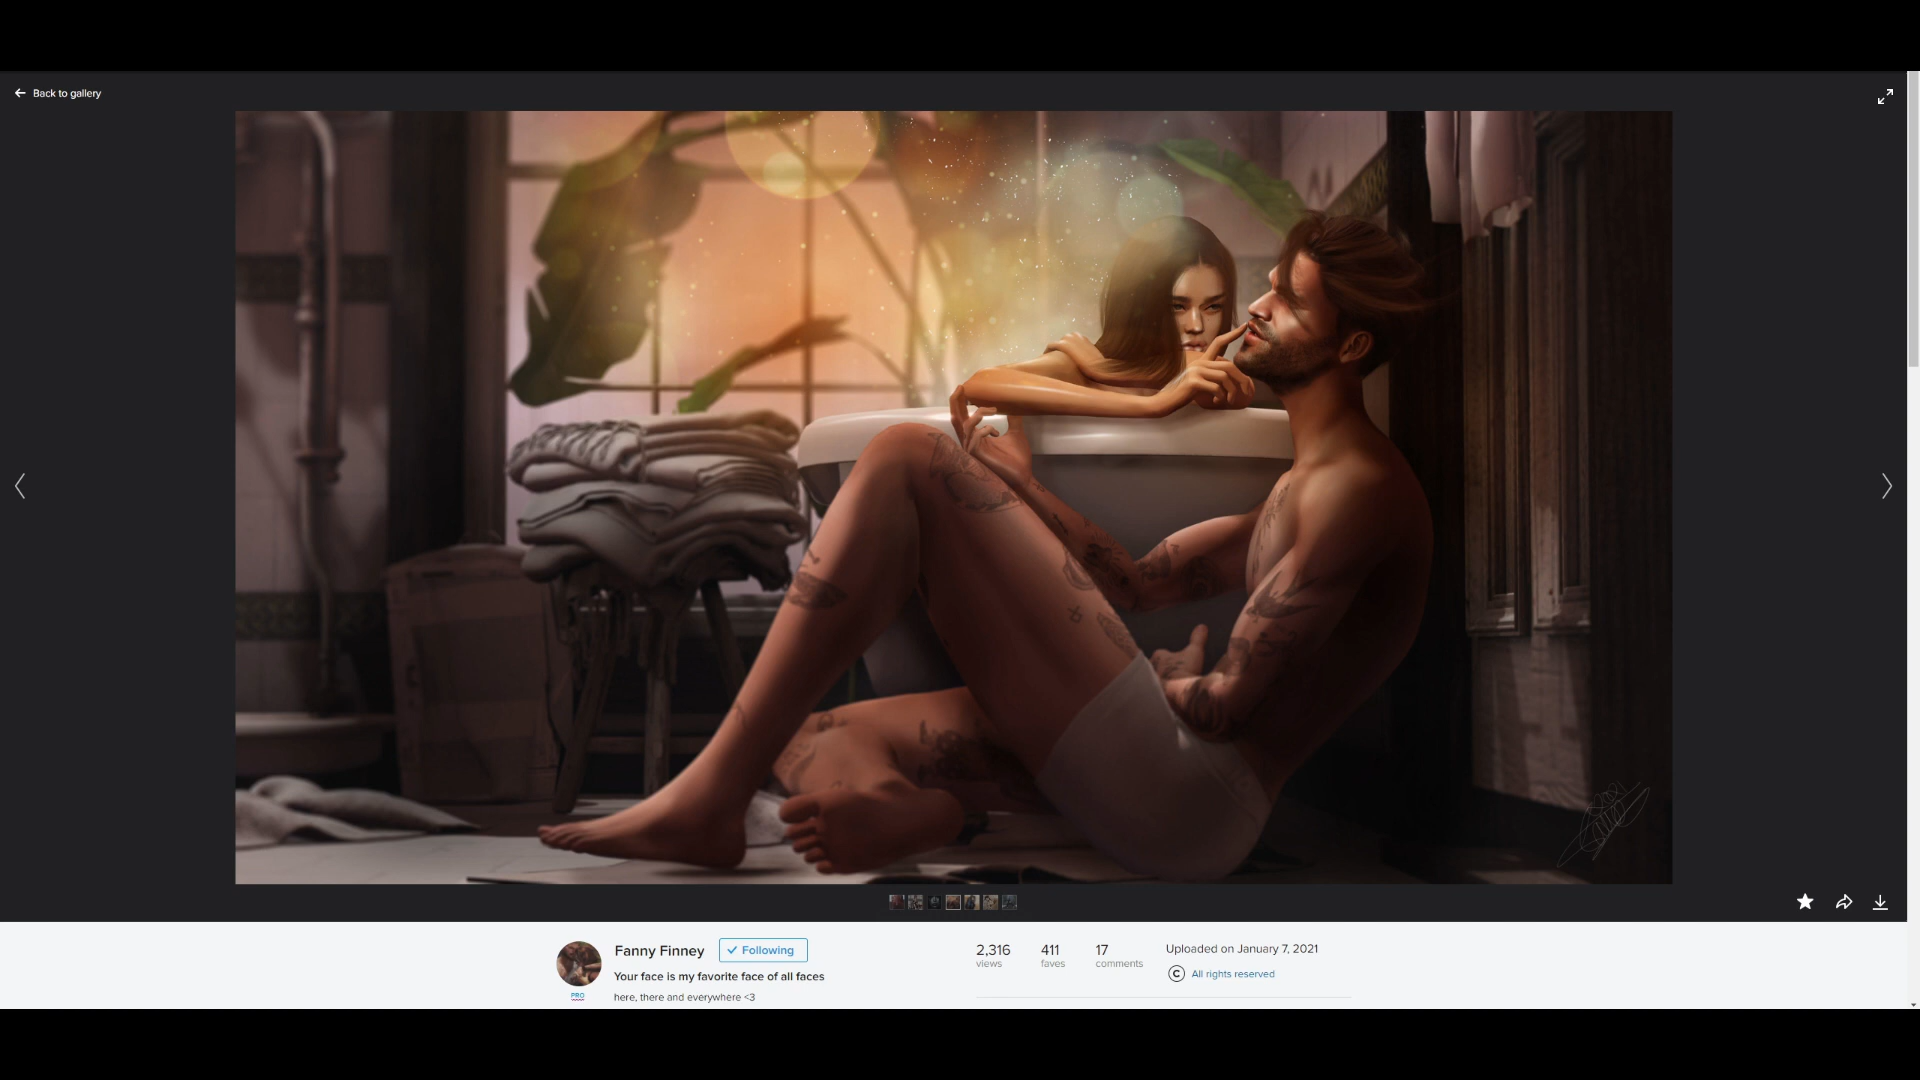 Back to gallery
Fanny Finney
Following
Your face is my favorite face of all faces
PRO
here, there and everywhere <3
2,316
views
411
faves
17
comments
Uploaded on January 7, 2021
All rights reserved